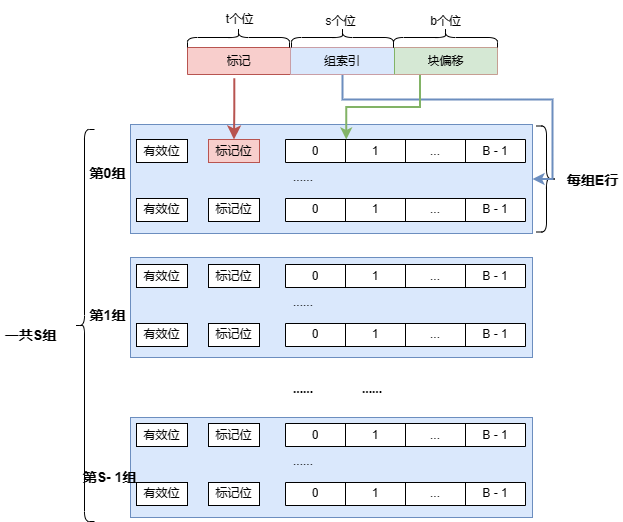 t个位 s个位 b个位
标记 组索引 块偏移
有效位 标记位 0 1 ... B - 1
第0组
......
每组E行
有效位 标记位 0 1 ... B - 1
有效位 标记位 0 1 ... B - 1
第1组
......
一共S组
有效位 标记位 0 1 ... B - 1
...... ......
有效位 标记位 0 1 ... B - 1
......
第S- 1组
有效位 标记位 0 1 ... B - 1